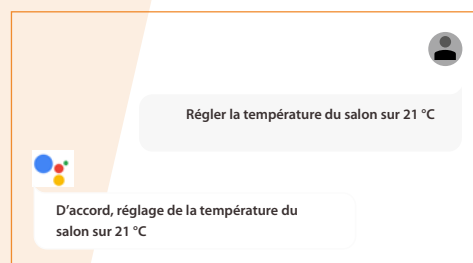 Régler la température du salon sur 21 °C
D’accord, réglage de la température du
salon sur 21 °C